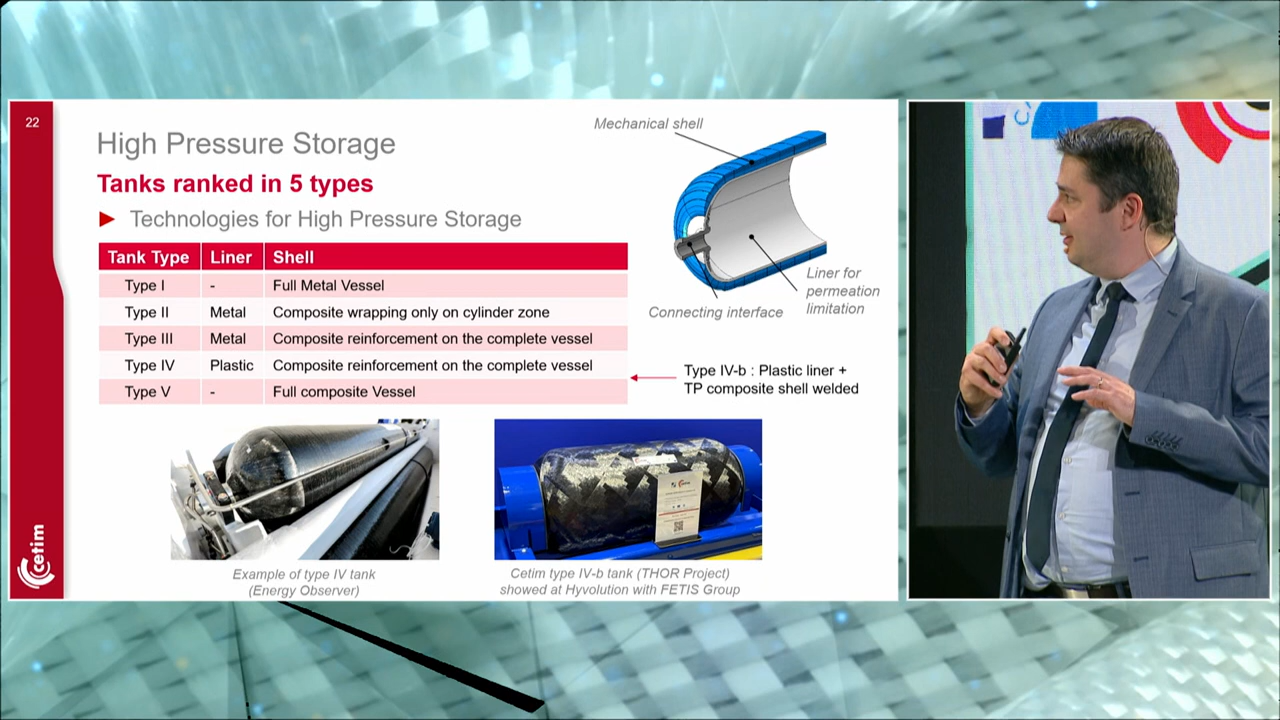 22
High Pressure Storage
Tanks ranked in 5 types
Technologies for High Pressure Storage
Tank Type Liner Shell
Type I - Full Metal Vessel
Type II Metal Composite wrapping only on cylinder zone
Type III Metal Composite reinforcement on the complete vessel
Type IV Plastic Composite reinforcement on the complete vessel
Type V - Full composite Vessel
Mechanical shell
Liner for
permeation
limitation
Connecting interface
Type IV-b : Plastic liner +
TP composite shell welded
Example of type IV tank
(Energy Observer)
Cetim type IV-b tank (THOR Project)
showed at Hyvolution with FETIS Group
cetim